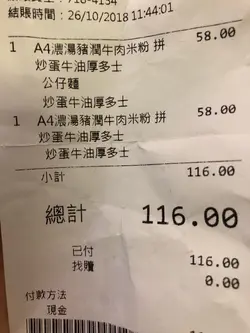 結賬時間：26/10/2018 11:44:01
1 A4濃湯豬潤牛肉米粉 拼 58.00
炒蛋牛油厚多士
公仔麵
炒蛋牛油厚多士
1 A4濃湯豬潤牛肉米粉 拼 58.00
炒蛋牛油厚多士
炒蛋牛油厚多士
小計 116.00
總計 116.00
已付 116.00
找贖 0.00
付款方法
現金